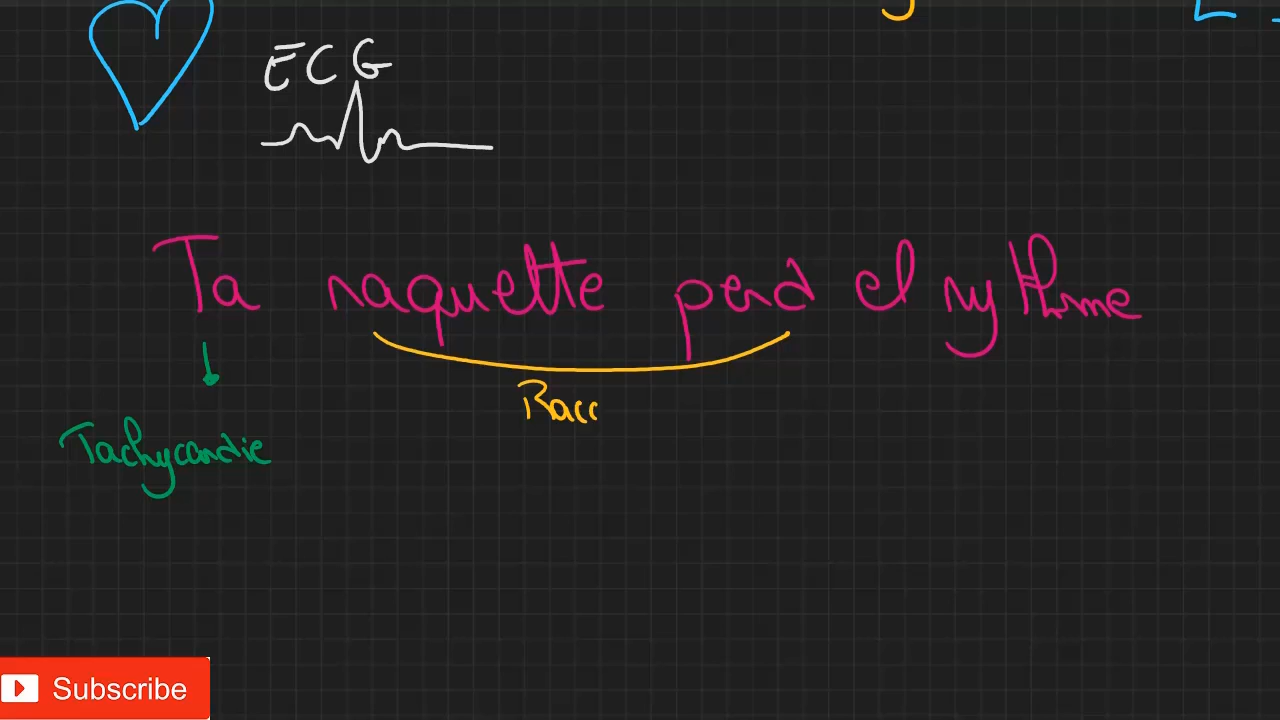 ECG
Ta raquette perd el rythme
Racc
Tachycardie
Subscribe